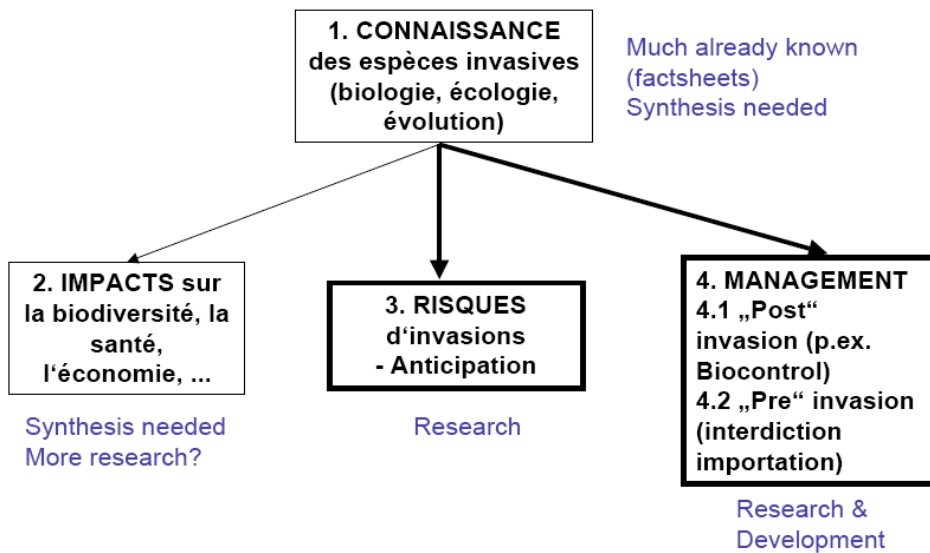 1. CONNAISSANCE
des espèces invasives
(biologie, écologie,
évolution)
Much already known
(factsheets)
Synthesis needed
2. IMPACTS sur
la biodiversité, la
santé,
l‘économie, ...
Synthesis needed
More research?
3. RISQUES
d‘invasions
- Anticipation
Research
4. MANAGEMENT
4.1 „Post“
invasion (p.ex.
Biocontrol)
4.2 „Pre“ invasion
(interdiction
importation)
Research &
Development